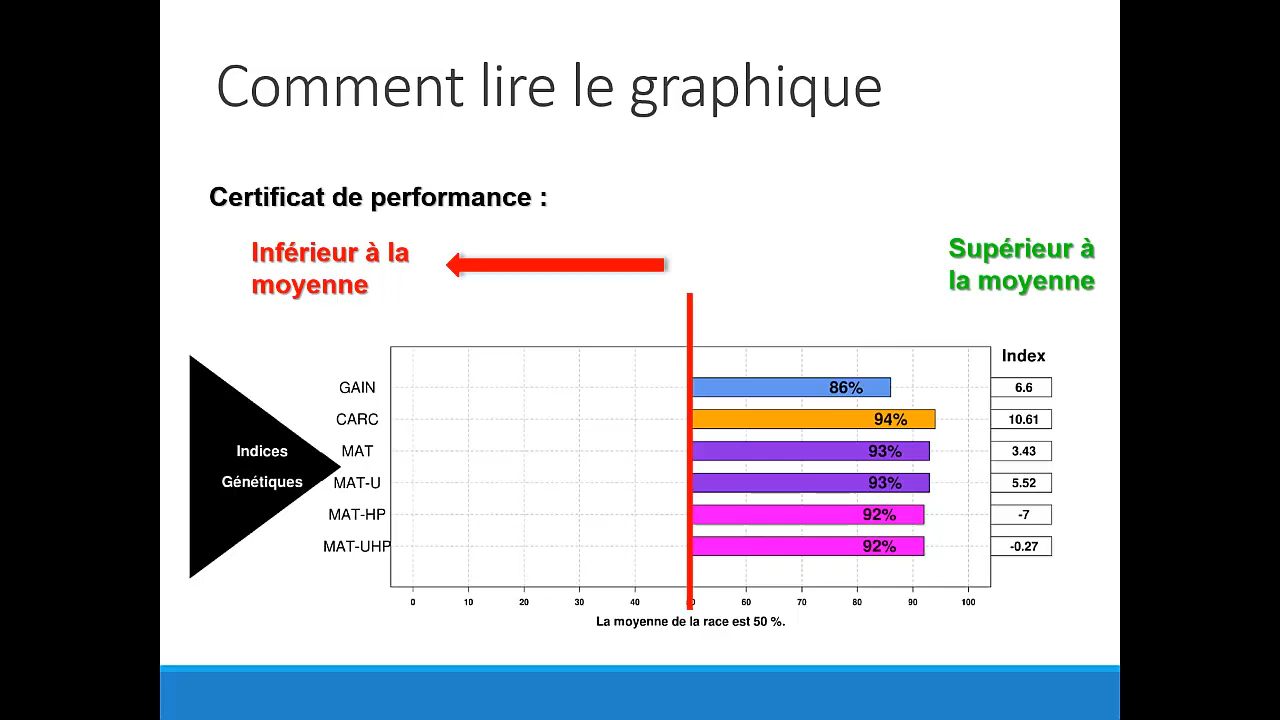 Comment lire le graphique
Certificat de performance :
Inférieur à la
moyenne
Supérieur à
la moyenne
Index
GAIN 86% 6.6
CARC 94% 10.61
Indices
Génétiques
MAT 93% 3.43
MAT-U 93% 5.52
MAT-HP 92% -7
MAT-UHP 92% -0.27
0 10 20 30 40 60 70 80 90 100
La moyenne de la race est 50 %.